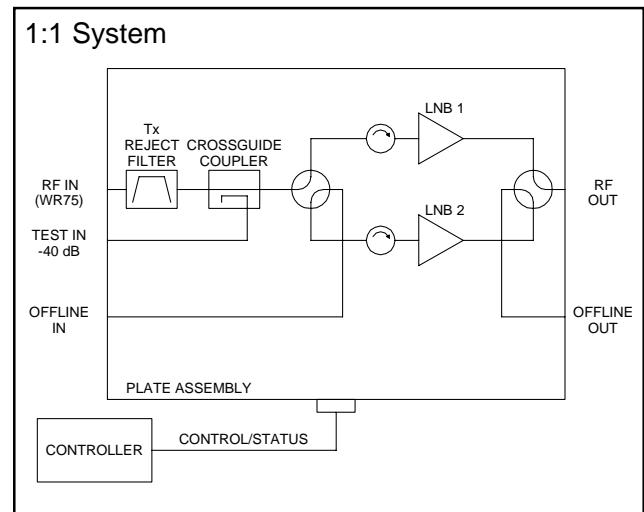 1:1 System
LNB 1
Tx
REJECT
FILTER
CROSSGUIDE
COUPLER
RF IN
(WR75)
RF
OUT
LNB 2
TEST IN
-40 dB
OFFLINE
IN
OFFLINE
OUT
PLATE ASSEMBLY
CONTROL/STATUS
CONTROLLER